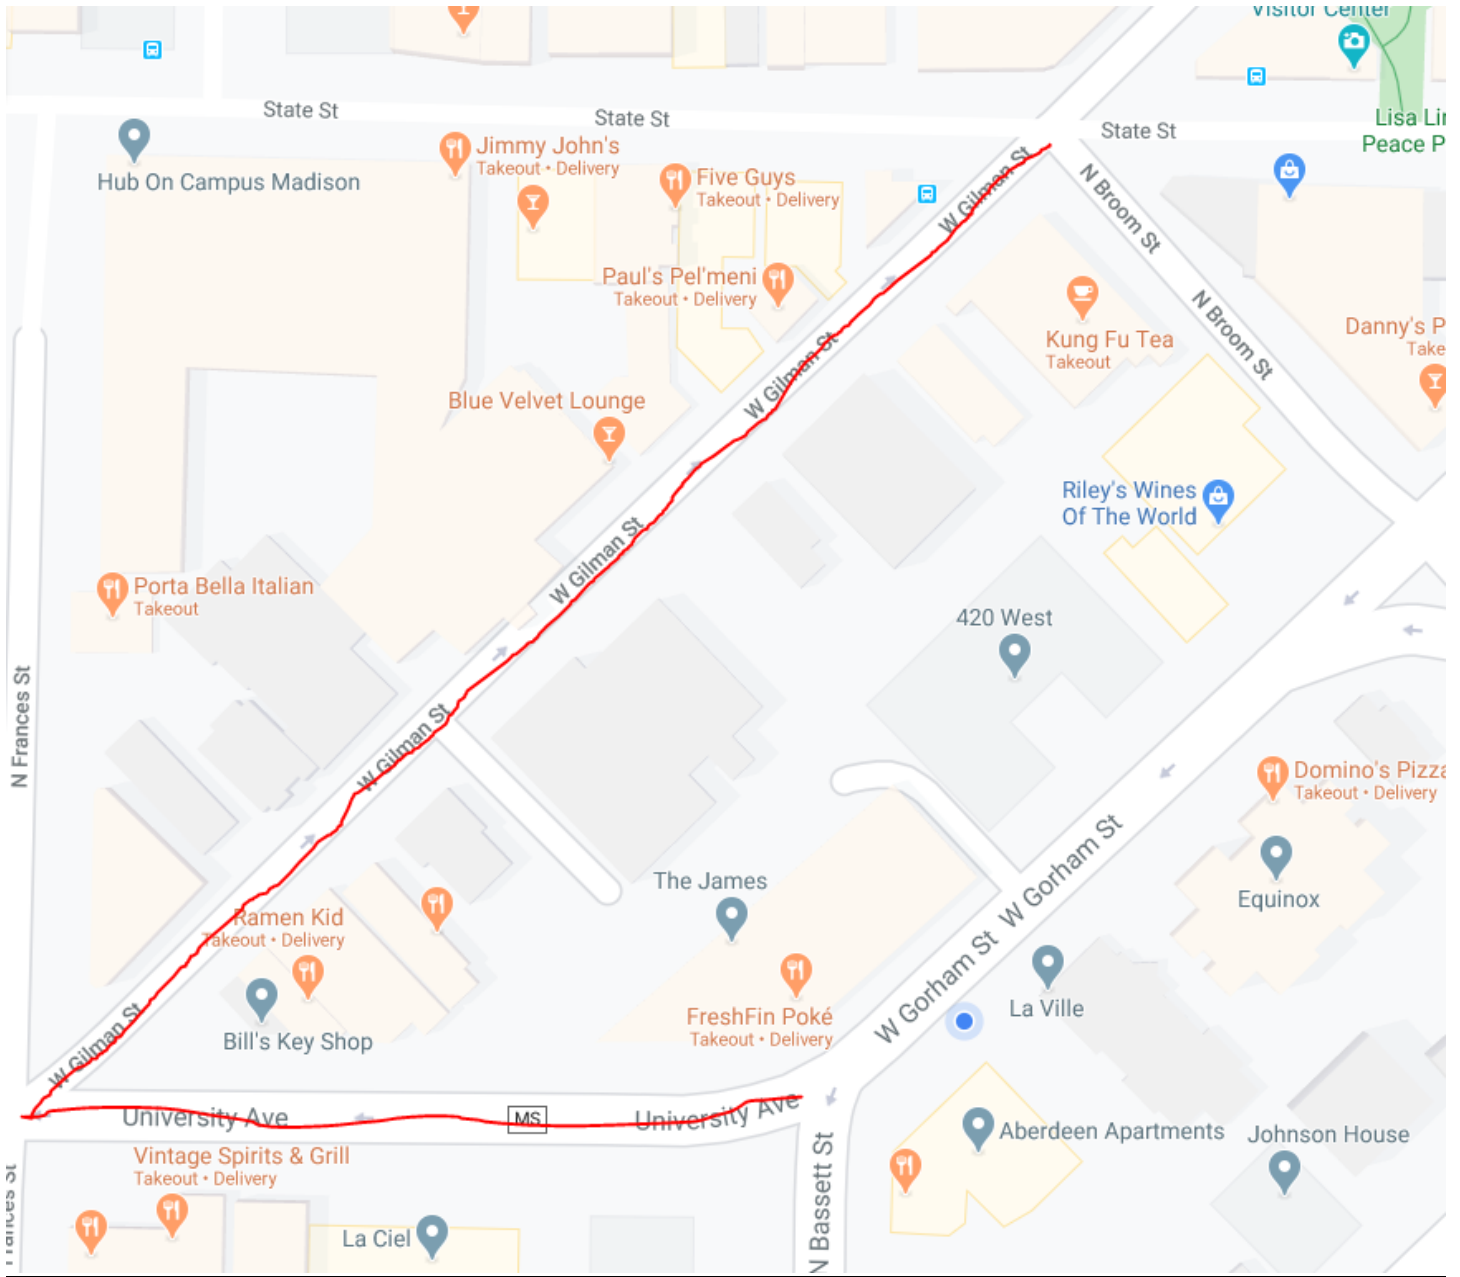 Visitor Center
State St
State St
State St
Lisa Lin
Peace P
Hub On Campus Madison
Jimmy John's
Takeout • Delivery
Five Guys
Takeout • Delivery
W Gilman St
N Broom St
Paul's Pel'meni
Takeout • Delivery
N Broom St
Kung Fu Tea
Takeout
Danny's P
Take
W Gilman St
Blue Velvet Lounge
Riley's Wines
Of The World
W Gilman St
Porta Bella Italian
Takeout
420 West
N Frances St
W Gilman St
Domino's Pizza
Takeout • Delivery
W Gorham St
The James
Equinox
Ramen Kid
Takeout • Delivery
W Gorham St
FreshFin Poké
Takeout • Delivery
La Ville
W Gilman St
Bill's Key Shop
University Ave
MS
University Ave
Aberdeen Apartments
Johnson House
Vintage Spirits & Grill
Takeout • Delivery
N Bassett St
Frances St
La Ciel